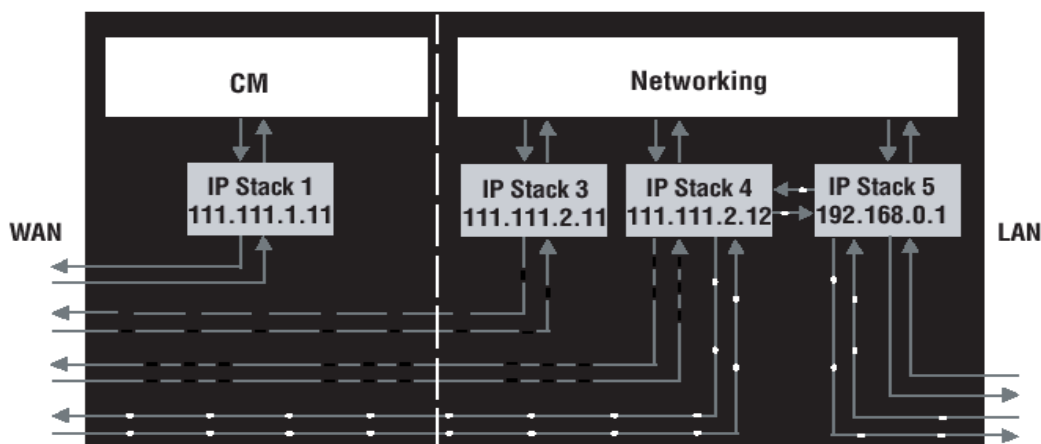 CM
Networking
IP Stack 1
111.111.1.11
IP Stack 3
111.111.2.11
IP Stack 4
111.111.2.12
IP Stack 5
192.168.0.1
WAN
LAN